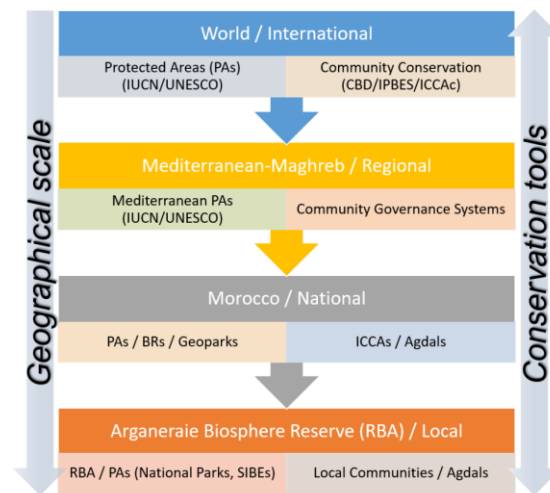 Geographical scale
World / International
Protected Areas (PAs)
(IUCN/UNESCO)
Community Conservation
(CBD/IPBES/ICCAc)
Mediterranean-Maghreb / Regional
Mediterranean PAs
(IUCN/UNESCO)
Community Governance Systems
Morocco / National
PAs / BRs / Geoparks
ICCAs / Agdals
Arganeraie Biosphere Reserve (RBA) / Local
RBA / PAs (National Parks, SIBEs)
Local Communities / Agdals
Conservation tools